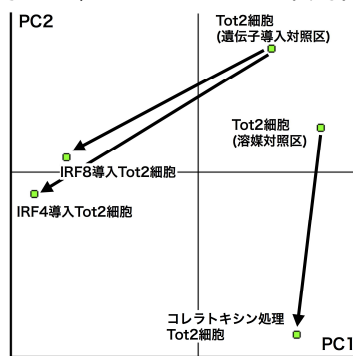 PC2
Tot2細胞
(遺伝子導入対照区)
Tot2細胞
(溶媒対照区)
IRF8導入Tot2細胞
IRF4導入Tot2細胞
コレラトキシン処理
Tot2細胞
PC1